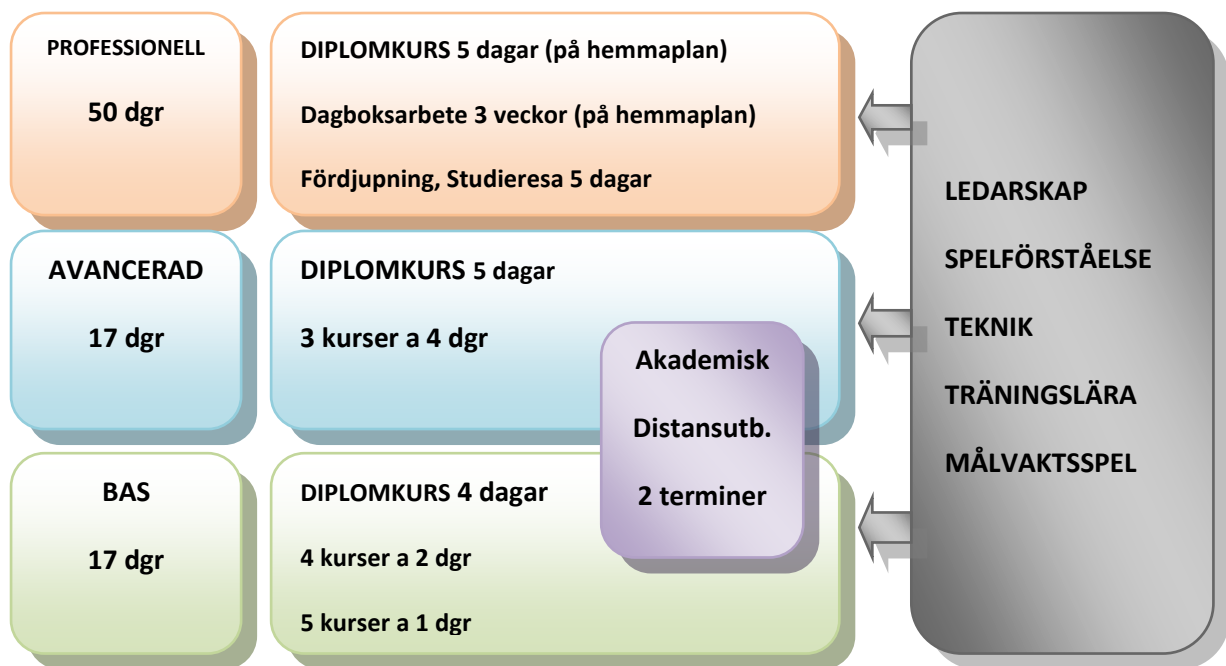 PROFESSIONELL
50 dgr
DIPLOMKURS 5 dagar (på hemmaplan)
Dagboksarbete 3 veckor (på hemmaplan)
Fördjupning, Studieresa 5 dagar
AVANCERAD
17 dgr
DIPLOMKURS 5 dagar
3 kurser a 4 dgr
Akademisk
Distansutb.
2 terminer
BAS
17 dgr
DIPLOMKURS 4 dagar
4 kurser a 2 dgr
5 kurser a 1 dgr
LEDARSKAP
SPELFÖRSTÅELSE
TEKNIK
TRÄNINGSLÄRA
MÅLVAKTSSPEL